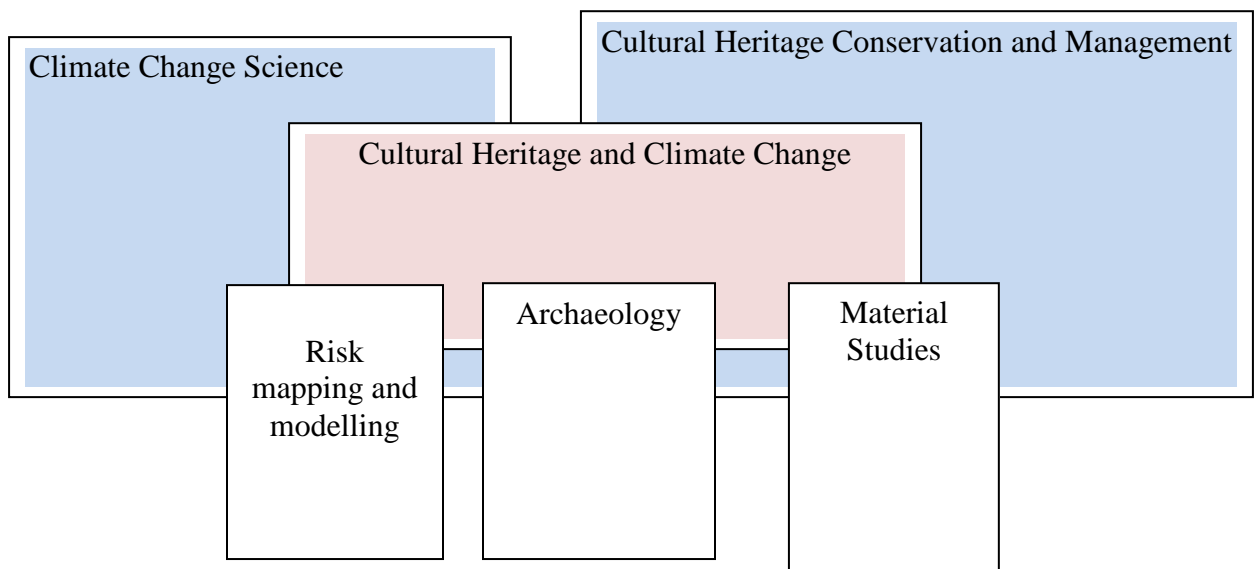 Climate Change Science
Cultural Heritage Conservation and Management
Cultural Heritage and Climate Change
Risk
mapping and
modelling
Archaeology
Material
Studies